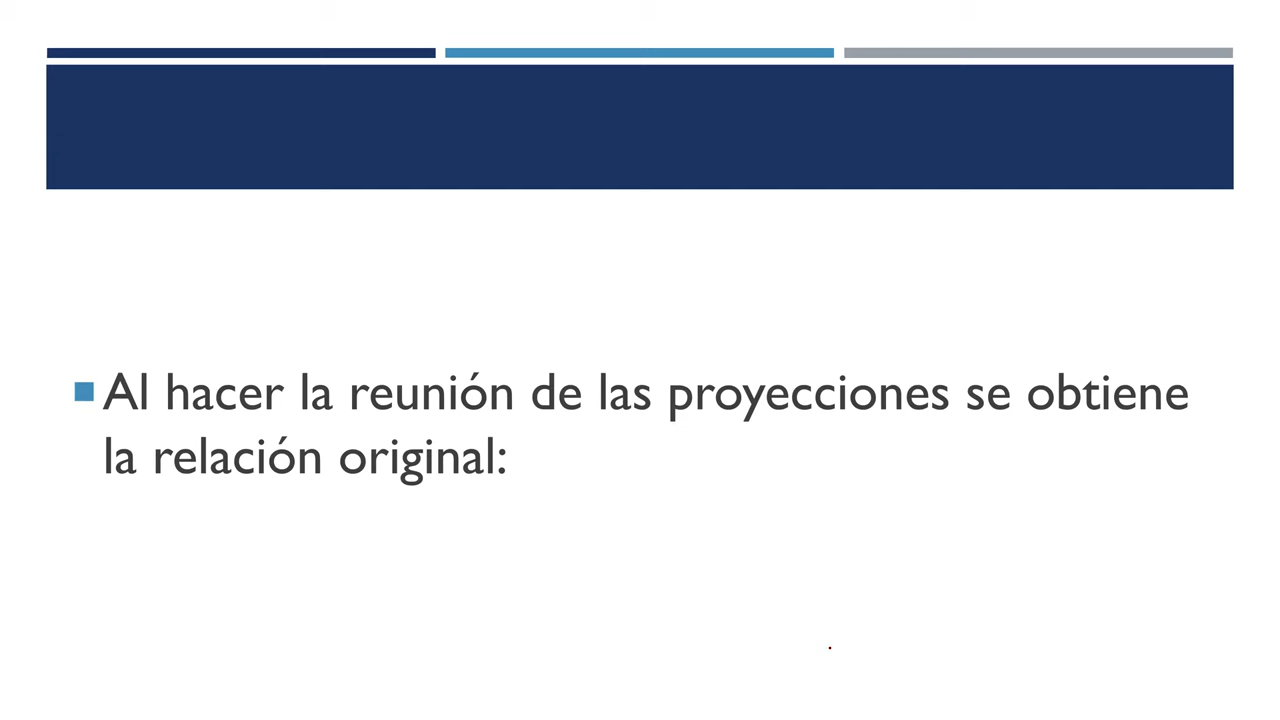 Al hacer la reunión de las proyecciones se obtiene
la relación original: